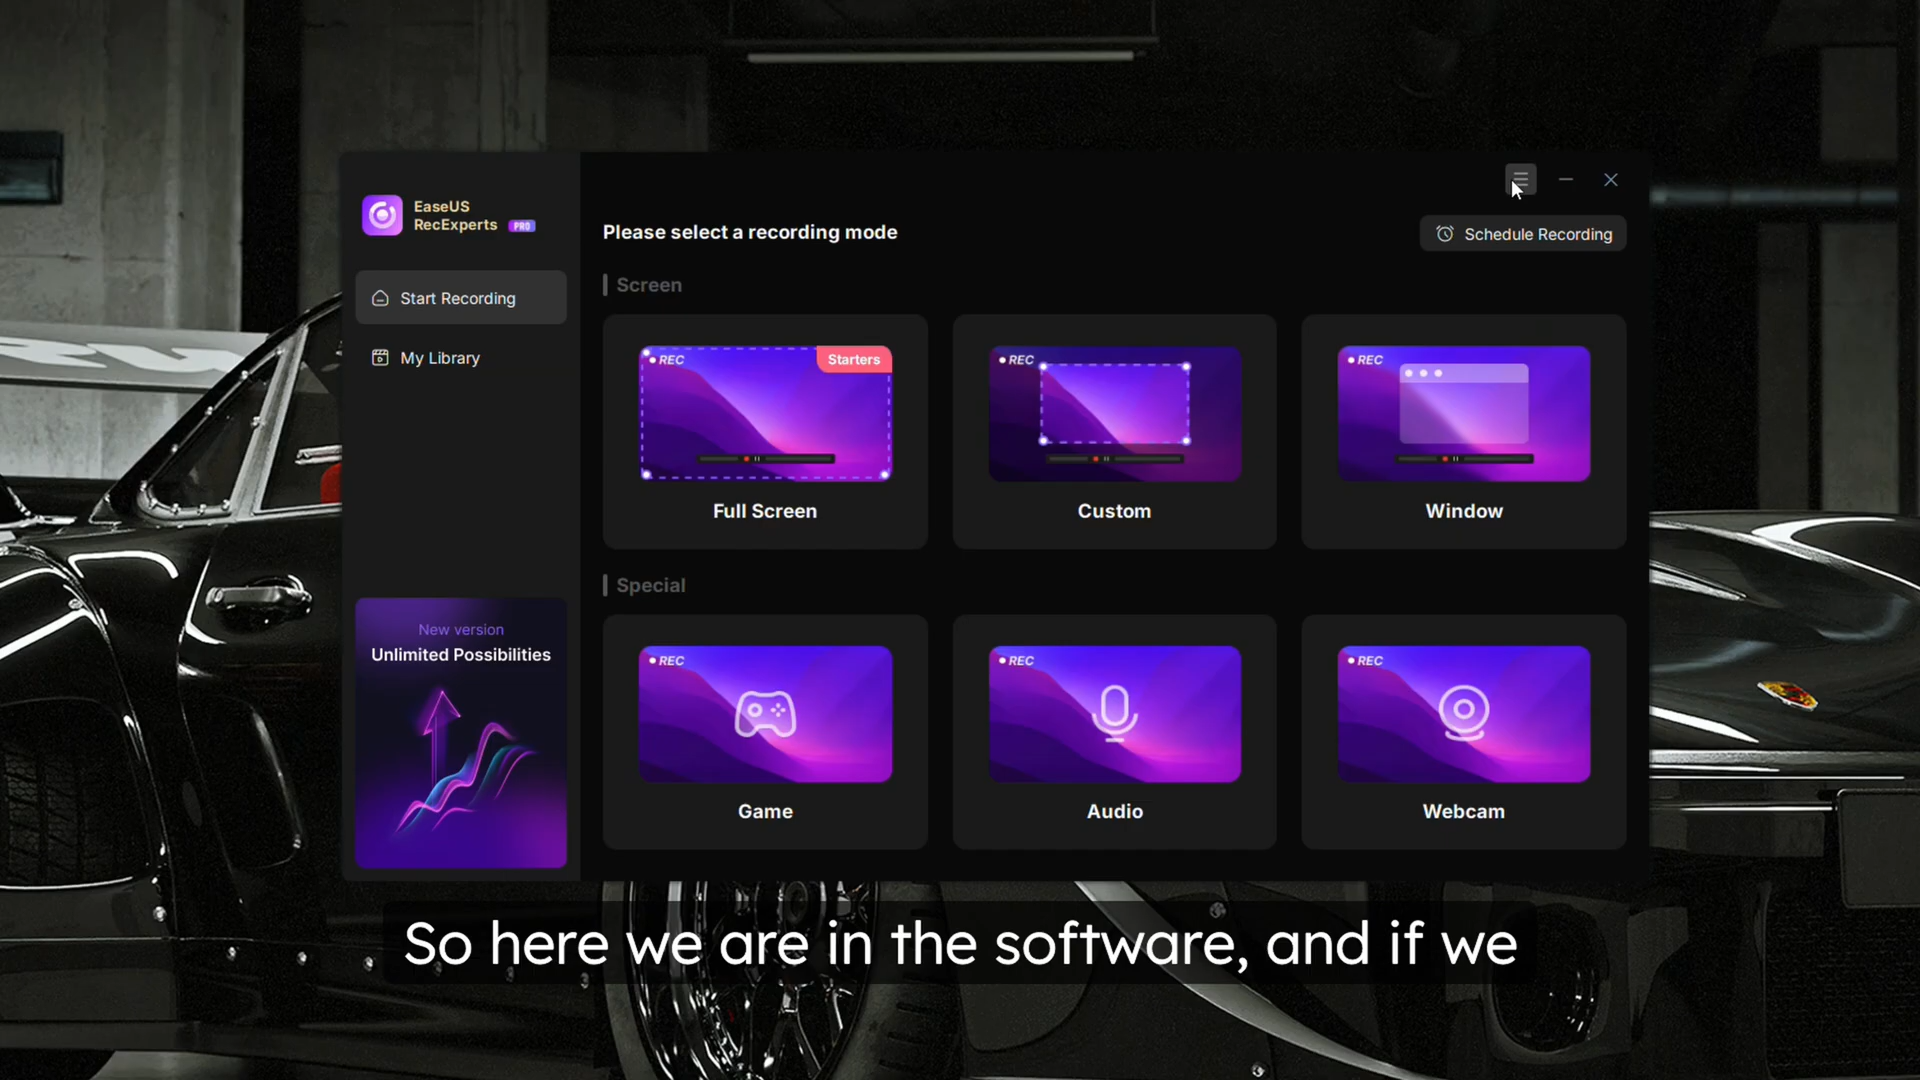 EaseUS
RecExperts PRO
Start Recording
My Library
New version
Unlimited Possibilities
Please select a recording mode
Schedule Recording
Screen
REC
Starters
Full Screen
REC
Custom
REC
Window
Special
REC
Game
REC
Audio
REC
Webcam
So here we are in the software, and if we